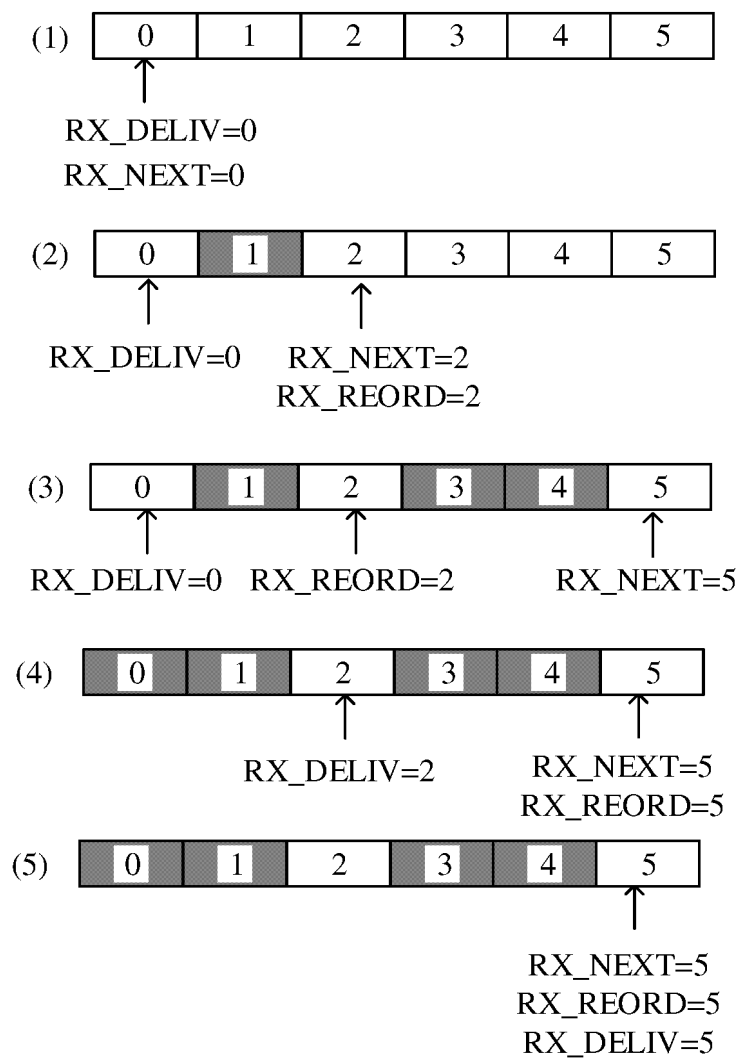 (1) 0 1 2 3 4 5
RX_DELIV=0
RX_NEXT=0
(2) 0 1 2 3 4 5
RX_DELIV=0 RX_NEXT=2
RX_REORD=2
(3) 0 1 2 3 4 5
RX_DELIV=0 RX_REORD=2 RX_NEXT=5
(4) 0 1 2 3 4 5
RX_DELIV=2 RX_NEXT=5
RX_REORD=5
(5) 0 1 2 3 4 5
RX_NEXT=5
RX_REORD=5
RX_DELIV=5